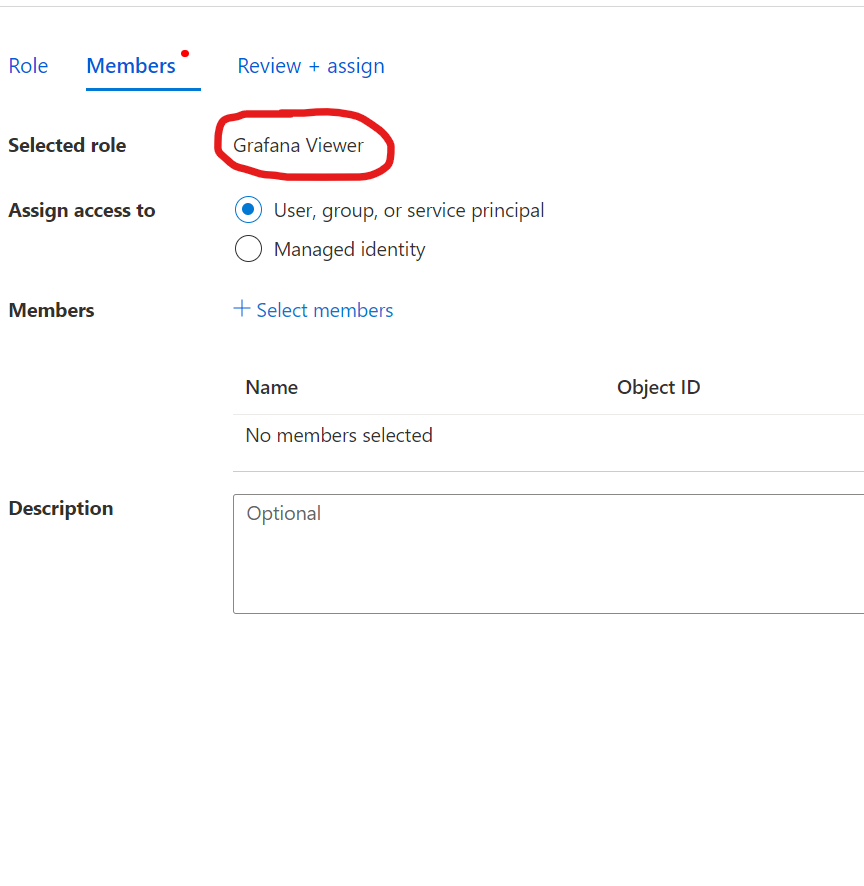 Role Members Review + assign
Selected role Grafana Viewer
Assign access to User, group, or service principal
Managed identity
Members + Select members
Name Object ID
No members selected
Description Optional